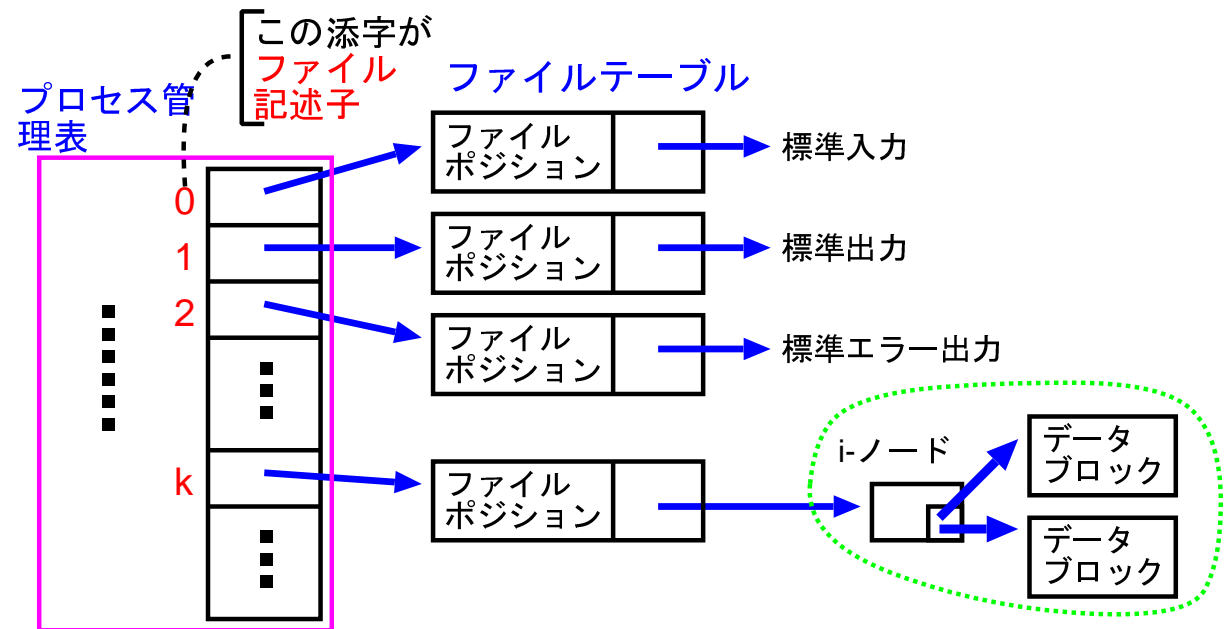 この添字が
ファイル
記述子
プロセス管
理表
ファイルテーブル
0
ファイル
ポジション
標準入力
1
ファイル
ポジション
標準出力
2
ファイル
ポジション
標準エラー出力
k
ファイル
ポジション
i-ノード
データ
ブロック
データ
ブロック